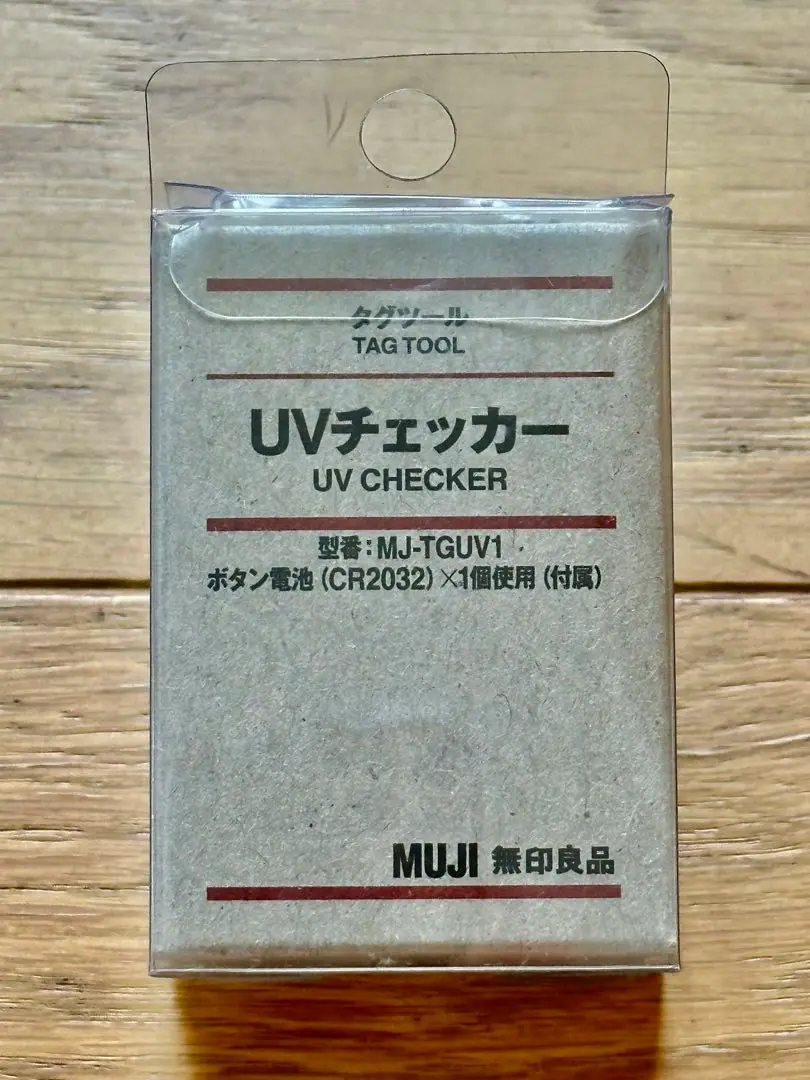 タグツール
TAG TOOL
UVチェッカー
UV CHECKER
型番：MJ-TGUV1
ボタン電池（CR2032）×1個使用（付属）
MUJI 無印良品